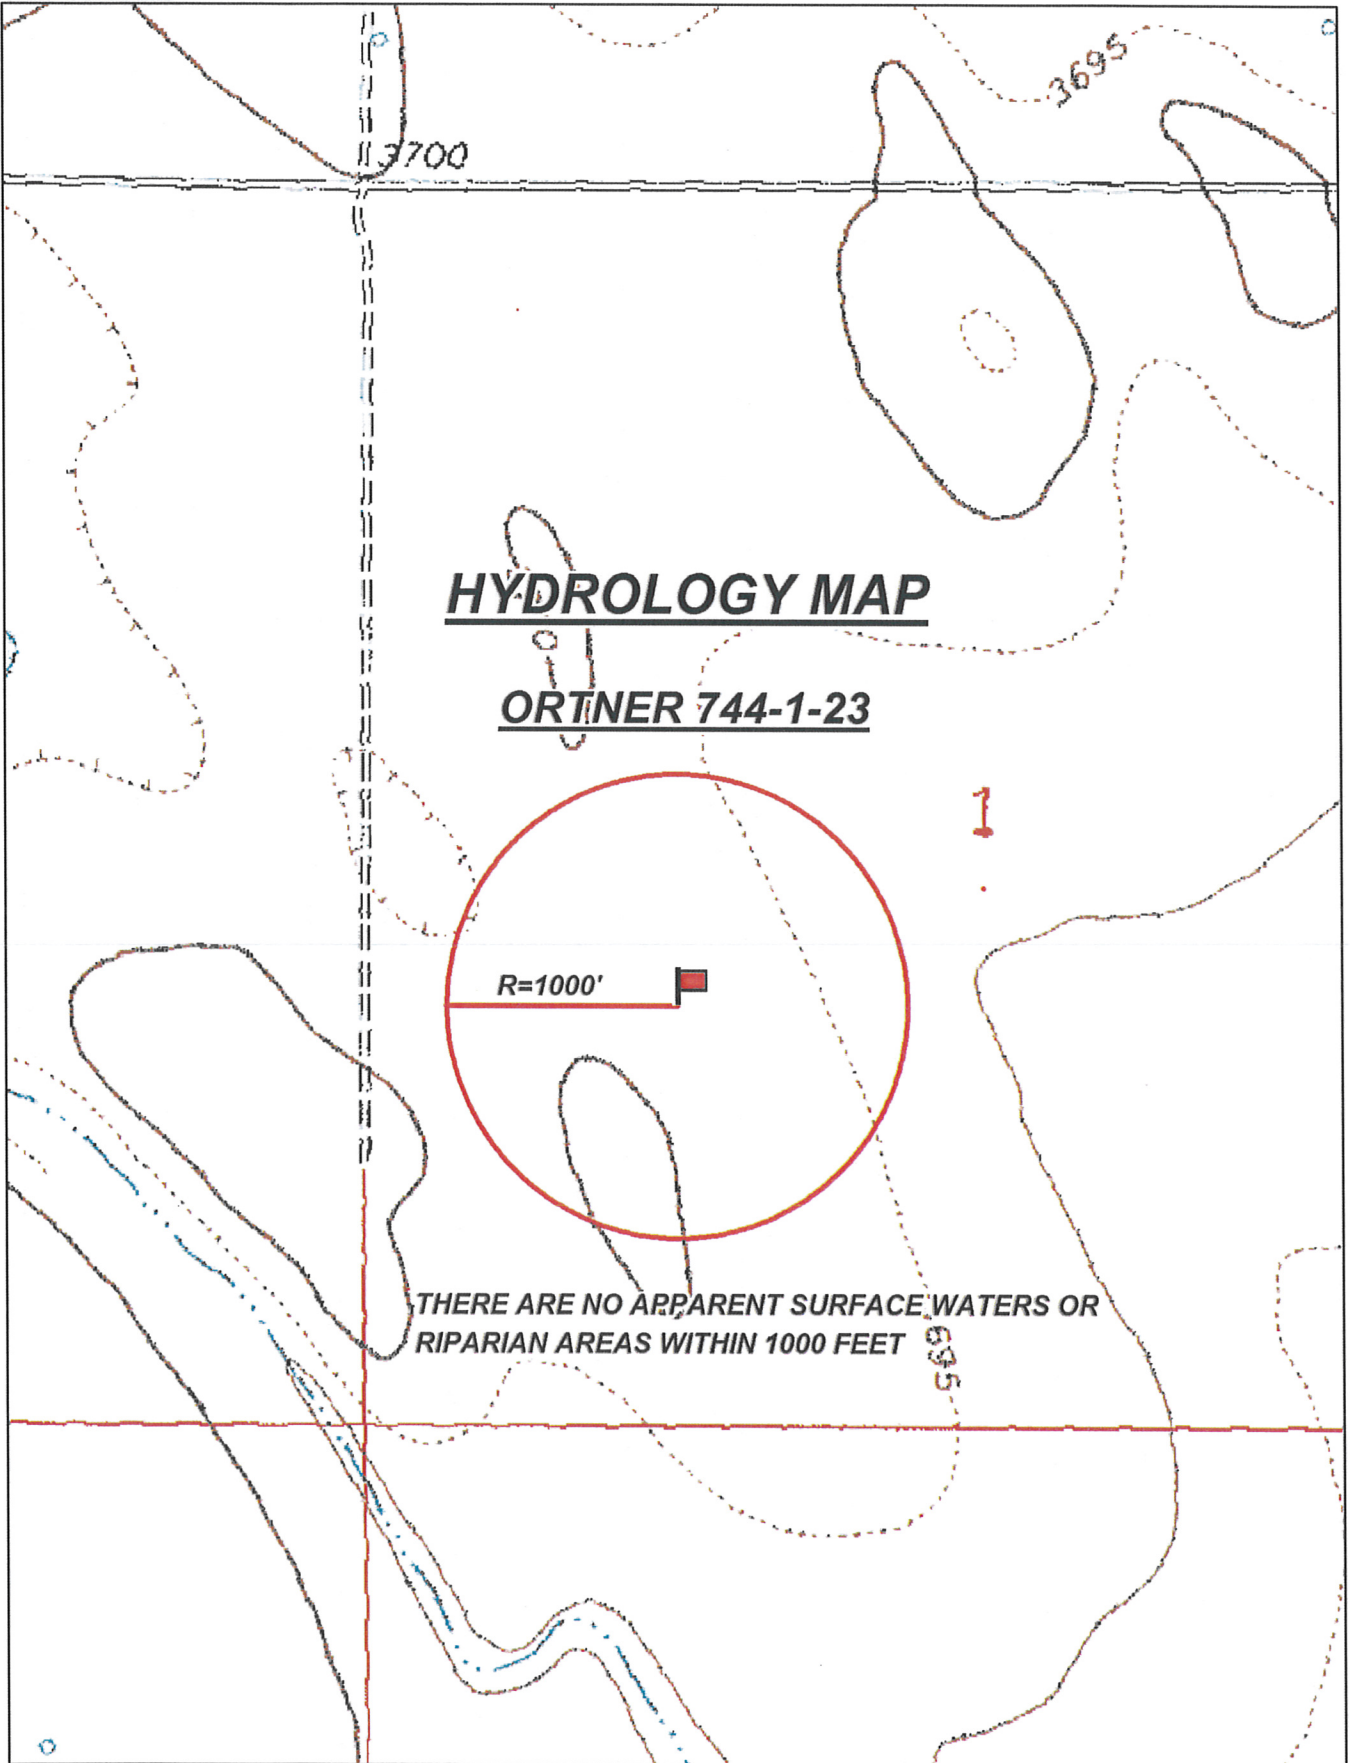 3695
3700
HYDROLOGY MAP
ORTNER 744-1-23
1
R=1000'
THERE ARE NO APPARENT SURFACE WATERS OR
RIPARIAN AREAS WITHIN 1000 FEET
695